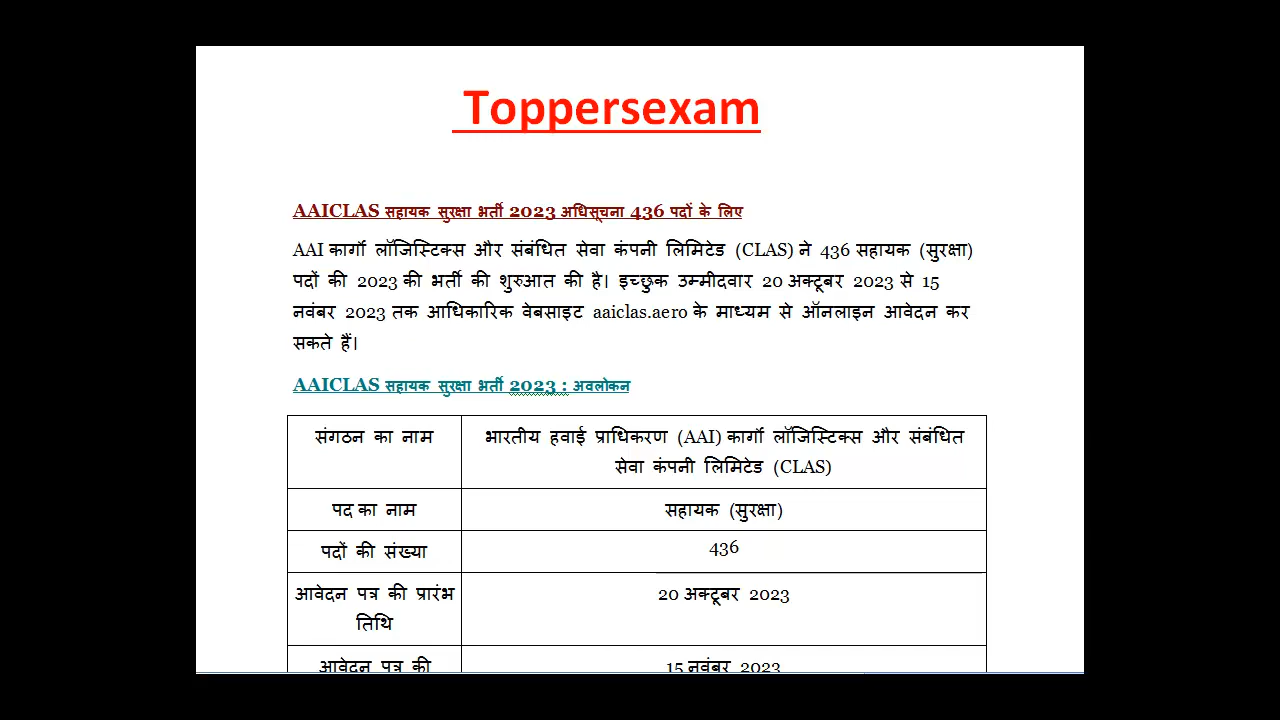 Toppersexam
AAICLAS सहायक सुरक्षा भर्ती 2023 अधिसूचना 436 पदों के लिए
AAI कार्गो लॉजिस्टिक्स और संबंधित सेवा कंपनी लिमिटेड (CLAS) ने 436 सहायक (सुरक्षा)
पदों की 2023 की भर्ती की शुरुआत की है। इच्छुक उम्मीदवार 20 अक्टूबर 2023 से 15
नवंबर 2023 तक आधिकारिक वेबसाइट aaiclas.aero के माध्यम से ऑनलाइन आवेदन कर
सकते हैं।
AAICLAS सहायक सुरक्षा भर्ती 2023 : अवलोकन
संगठन का नाम
भारतीय हवाई प्राधिकरण (AAI) कार्गो लॉजिस्टिक्स और संबंधित
सेवा कंपनी लिमिटेड (CLAS)
पद का नाम
सहायक (सुरक्षा)
पदों की संख्या
436
आवेदन पत्र की प्रारंभ
तिथि
20 अक्टूबर 2023
आवेदन पत्र की
15 नवंबर 2023